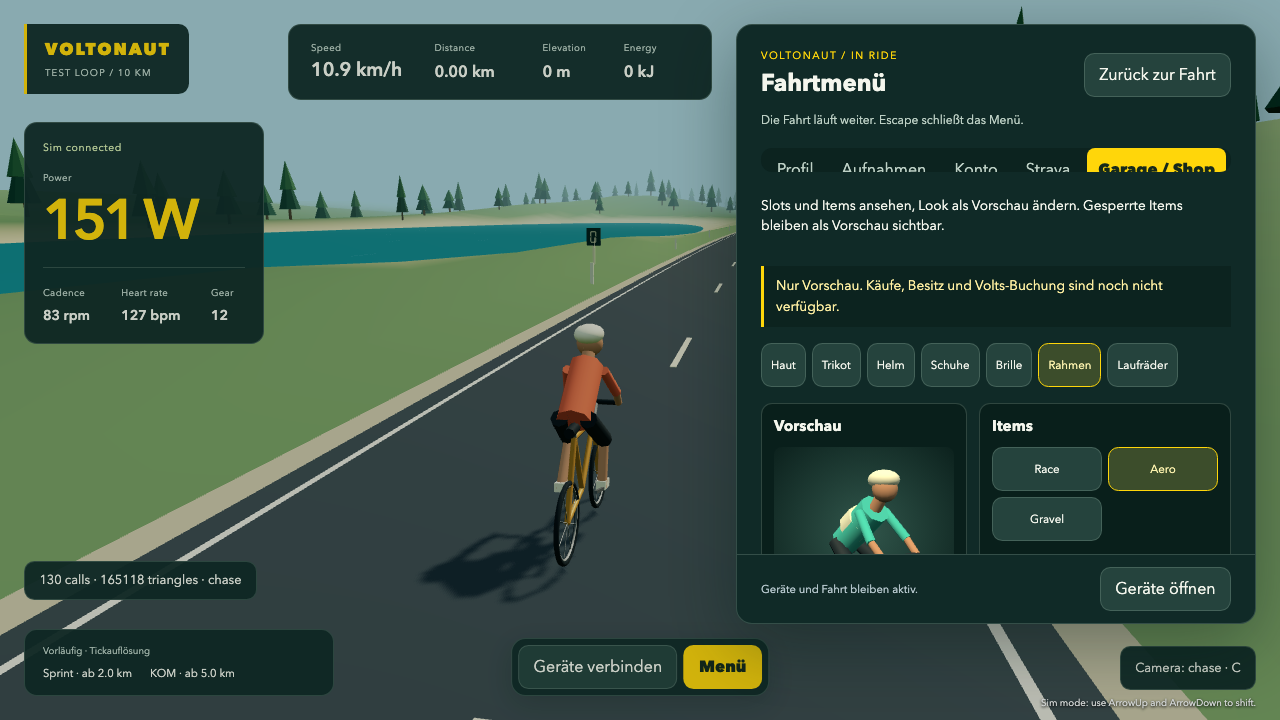 VOLTONAUT
TEST LOOP / 10 KM
Speed
10.9 km/h
Distance
0.00 km
Elevation
0 m
Energy
0 kJ
Sim connected
Power
151 W
Cadence
83 rpm
Heart rate
127 bpm
Gear
12
0
130 calls · 165118 triangles · chase
Vorläufig · Tickauflösung
Sprint · ab 2.0 km KOM · ab 5.0 km
Geräte verbinden
Menü
VOLTONAUT / IN RIDE
Fahrtmenü
Zurück zur Fahrt
Die Fahrt läuft weiter. Escape schließt das Menü.
Profil Aufnahmen Konto Strava Garage / Shop
Slots und Items ansehen, Look als Vorschau ändern. Gesperrte Items
bleiben als Vorschau sichtbar.
Nur Vorschau. Käufe, Besitz und Volts-Buchung sind noch nicht
verfügbar.
Haut Trikot Helm Schuhe Brille Rahmen Laufräder
Vorschau
Items
Race Aero
Gravel
Geräte und Fahrt bleiben aktiv.
Geräte öffnen
Camera: chase · C
Sim mode: use ArrowUp and ArrowDown to shift.